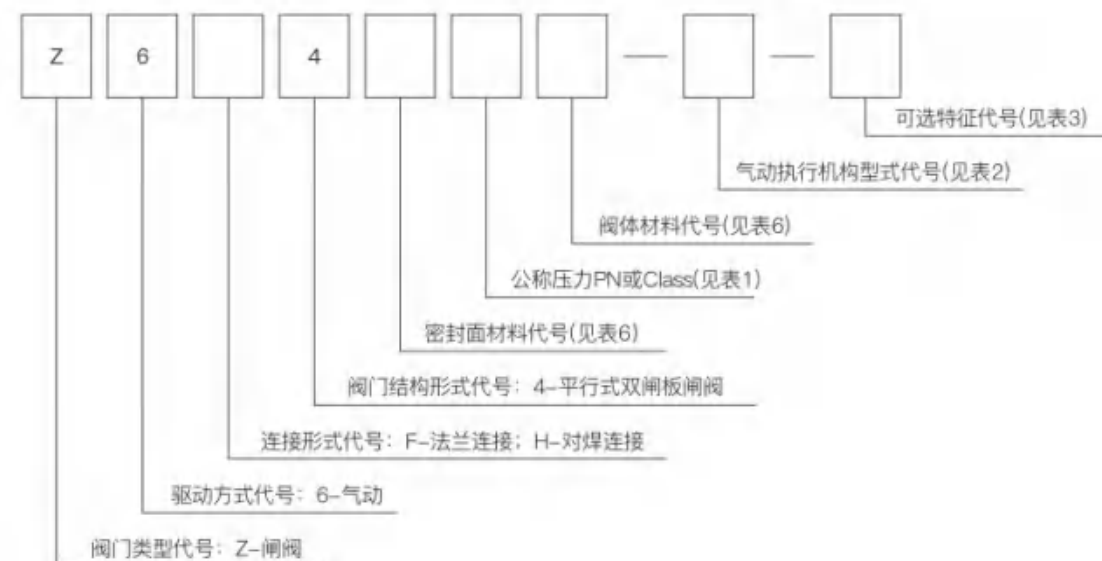 Z 6 4 — —
可选特征代号(见表3)
气动执行机构型式代号(见表2)
阀体材料代号(见表6)
公称压力PN或Class(见表1)
密封面材料代号(见表6)
阀门结构形式代号：4-平行式双闸板闸阀
连接形式代号：F-法兰连接；H-对焊连接
驱动方式代号：6-气动
阀门类型代号：Z-闸阀